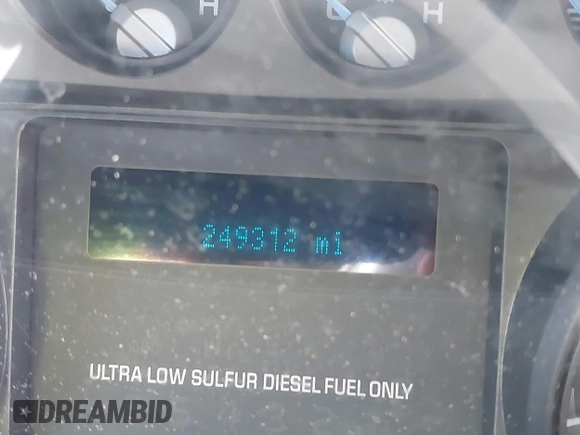 H
C H
249312 mi
ULTRA LOW SULFUR DIESEL FUEL ONLY
DREAMBID